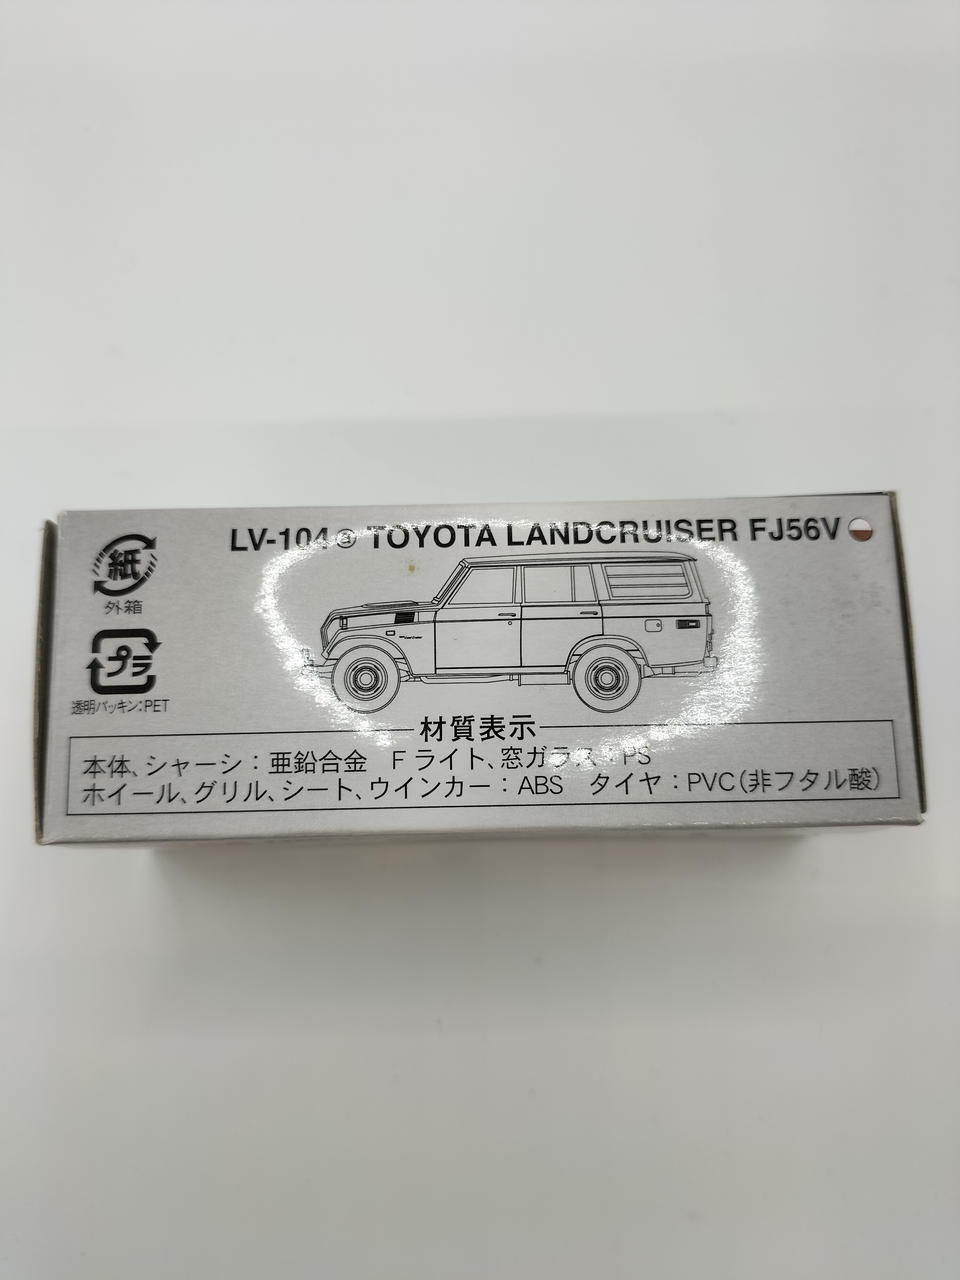 LV-104ⓐ TOYOTA LANDCRUISER FJ56V
紙
外箱
プラ
透明パッキン:PET
材質表示
本体、シャーシ:亜鉛合金 Fライト、窓ガラス:PS
ホイール、グリル、シート、ウインカー:ABS タイヤ:PVC(非フタル酸)